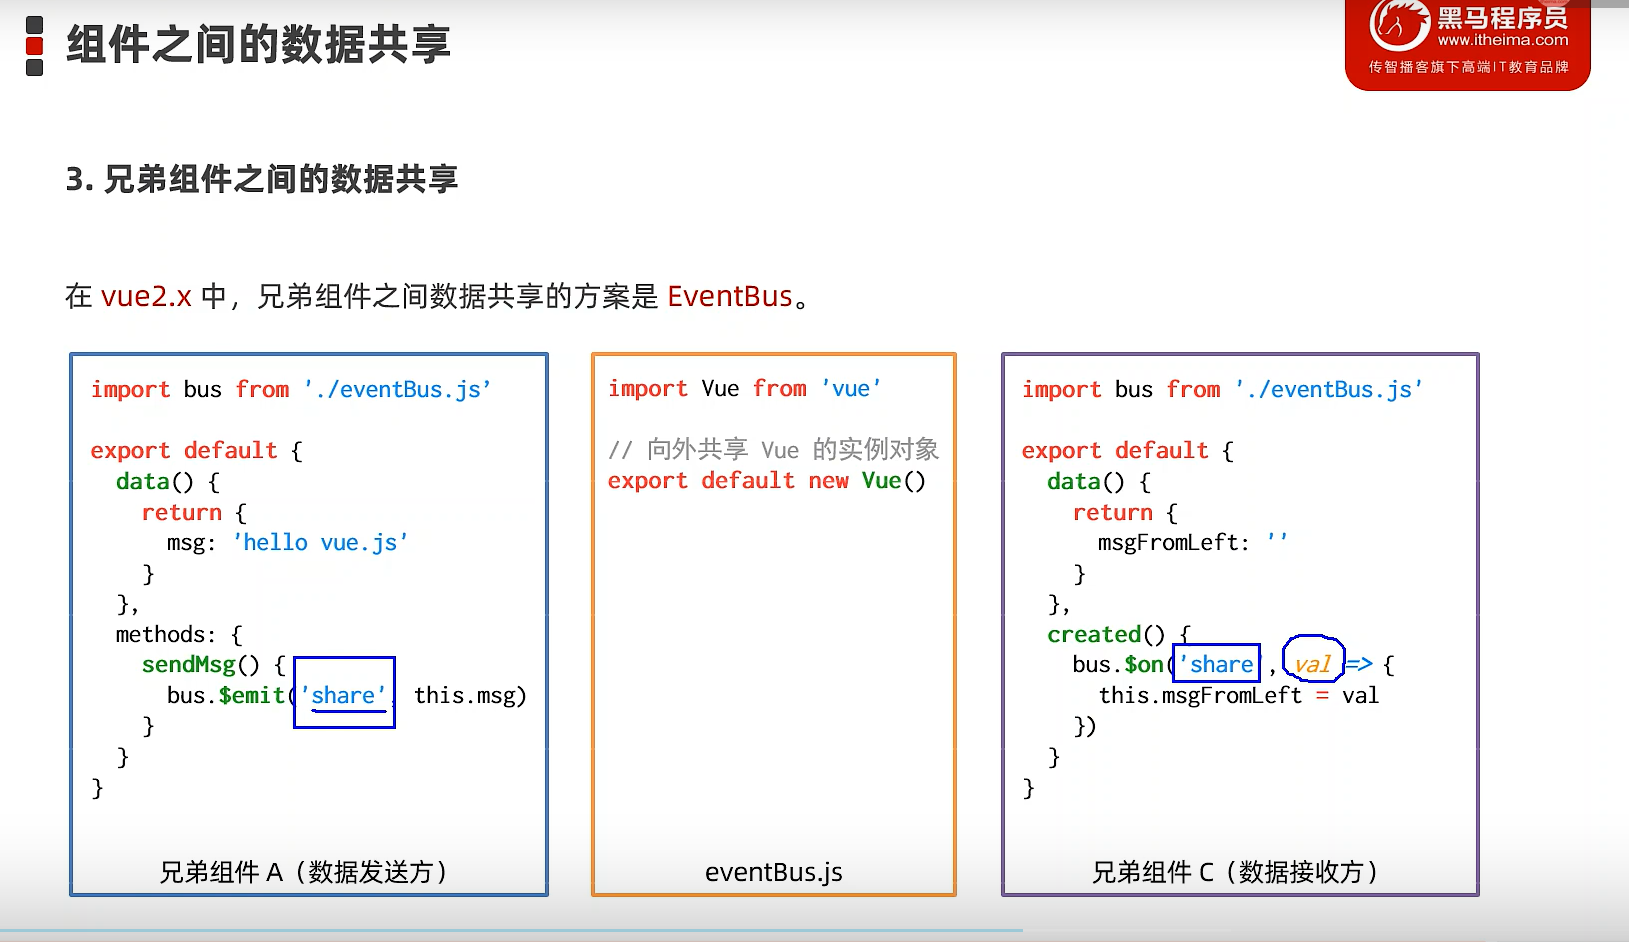 组件之间的数据共享
黑马程序员
www.itheima.com
传智播客旗下高端IT教育品牌
3. 兄弟组件之间的数据共享
在 vue2.x 中，兄弟组件之间数据共享的方案是 EventBus。
import bus from './eventBus.js’
export default {
data() {
return {
msg: 'hello vue.js’
}
},
methods: {
sendMsg() {
bus.$emit('share', this.msg)
}
}
}
兄弟组件 A（数据发送方）
import Vue from 'vue’
// 向外共享 Vue 的实例对象
export default new Vue()
eventBus.js
import bus from './eventBus.js’
export default {
data() {
return {
msgFromLeft: ''
}
},
created() {
bus.$on('share', val => {
this.msgFromLeft = val
})
}
}
兄弟组件 C（数据接收方）